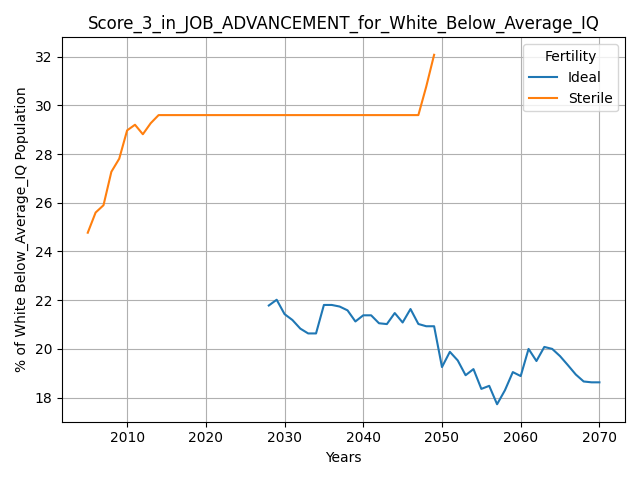 Score_3_in_JOB_ADVANCEMENT_for_White_Below_Average_IQ
% of White Below_Average_IQ Population
32
30
28
26
24
22
20
18
Fertility
Ideal
Sterile
2010 2020 2030 2040 2050 2060 2070
Years